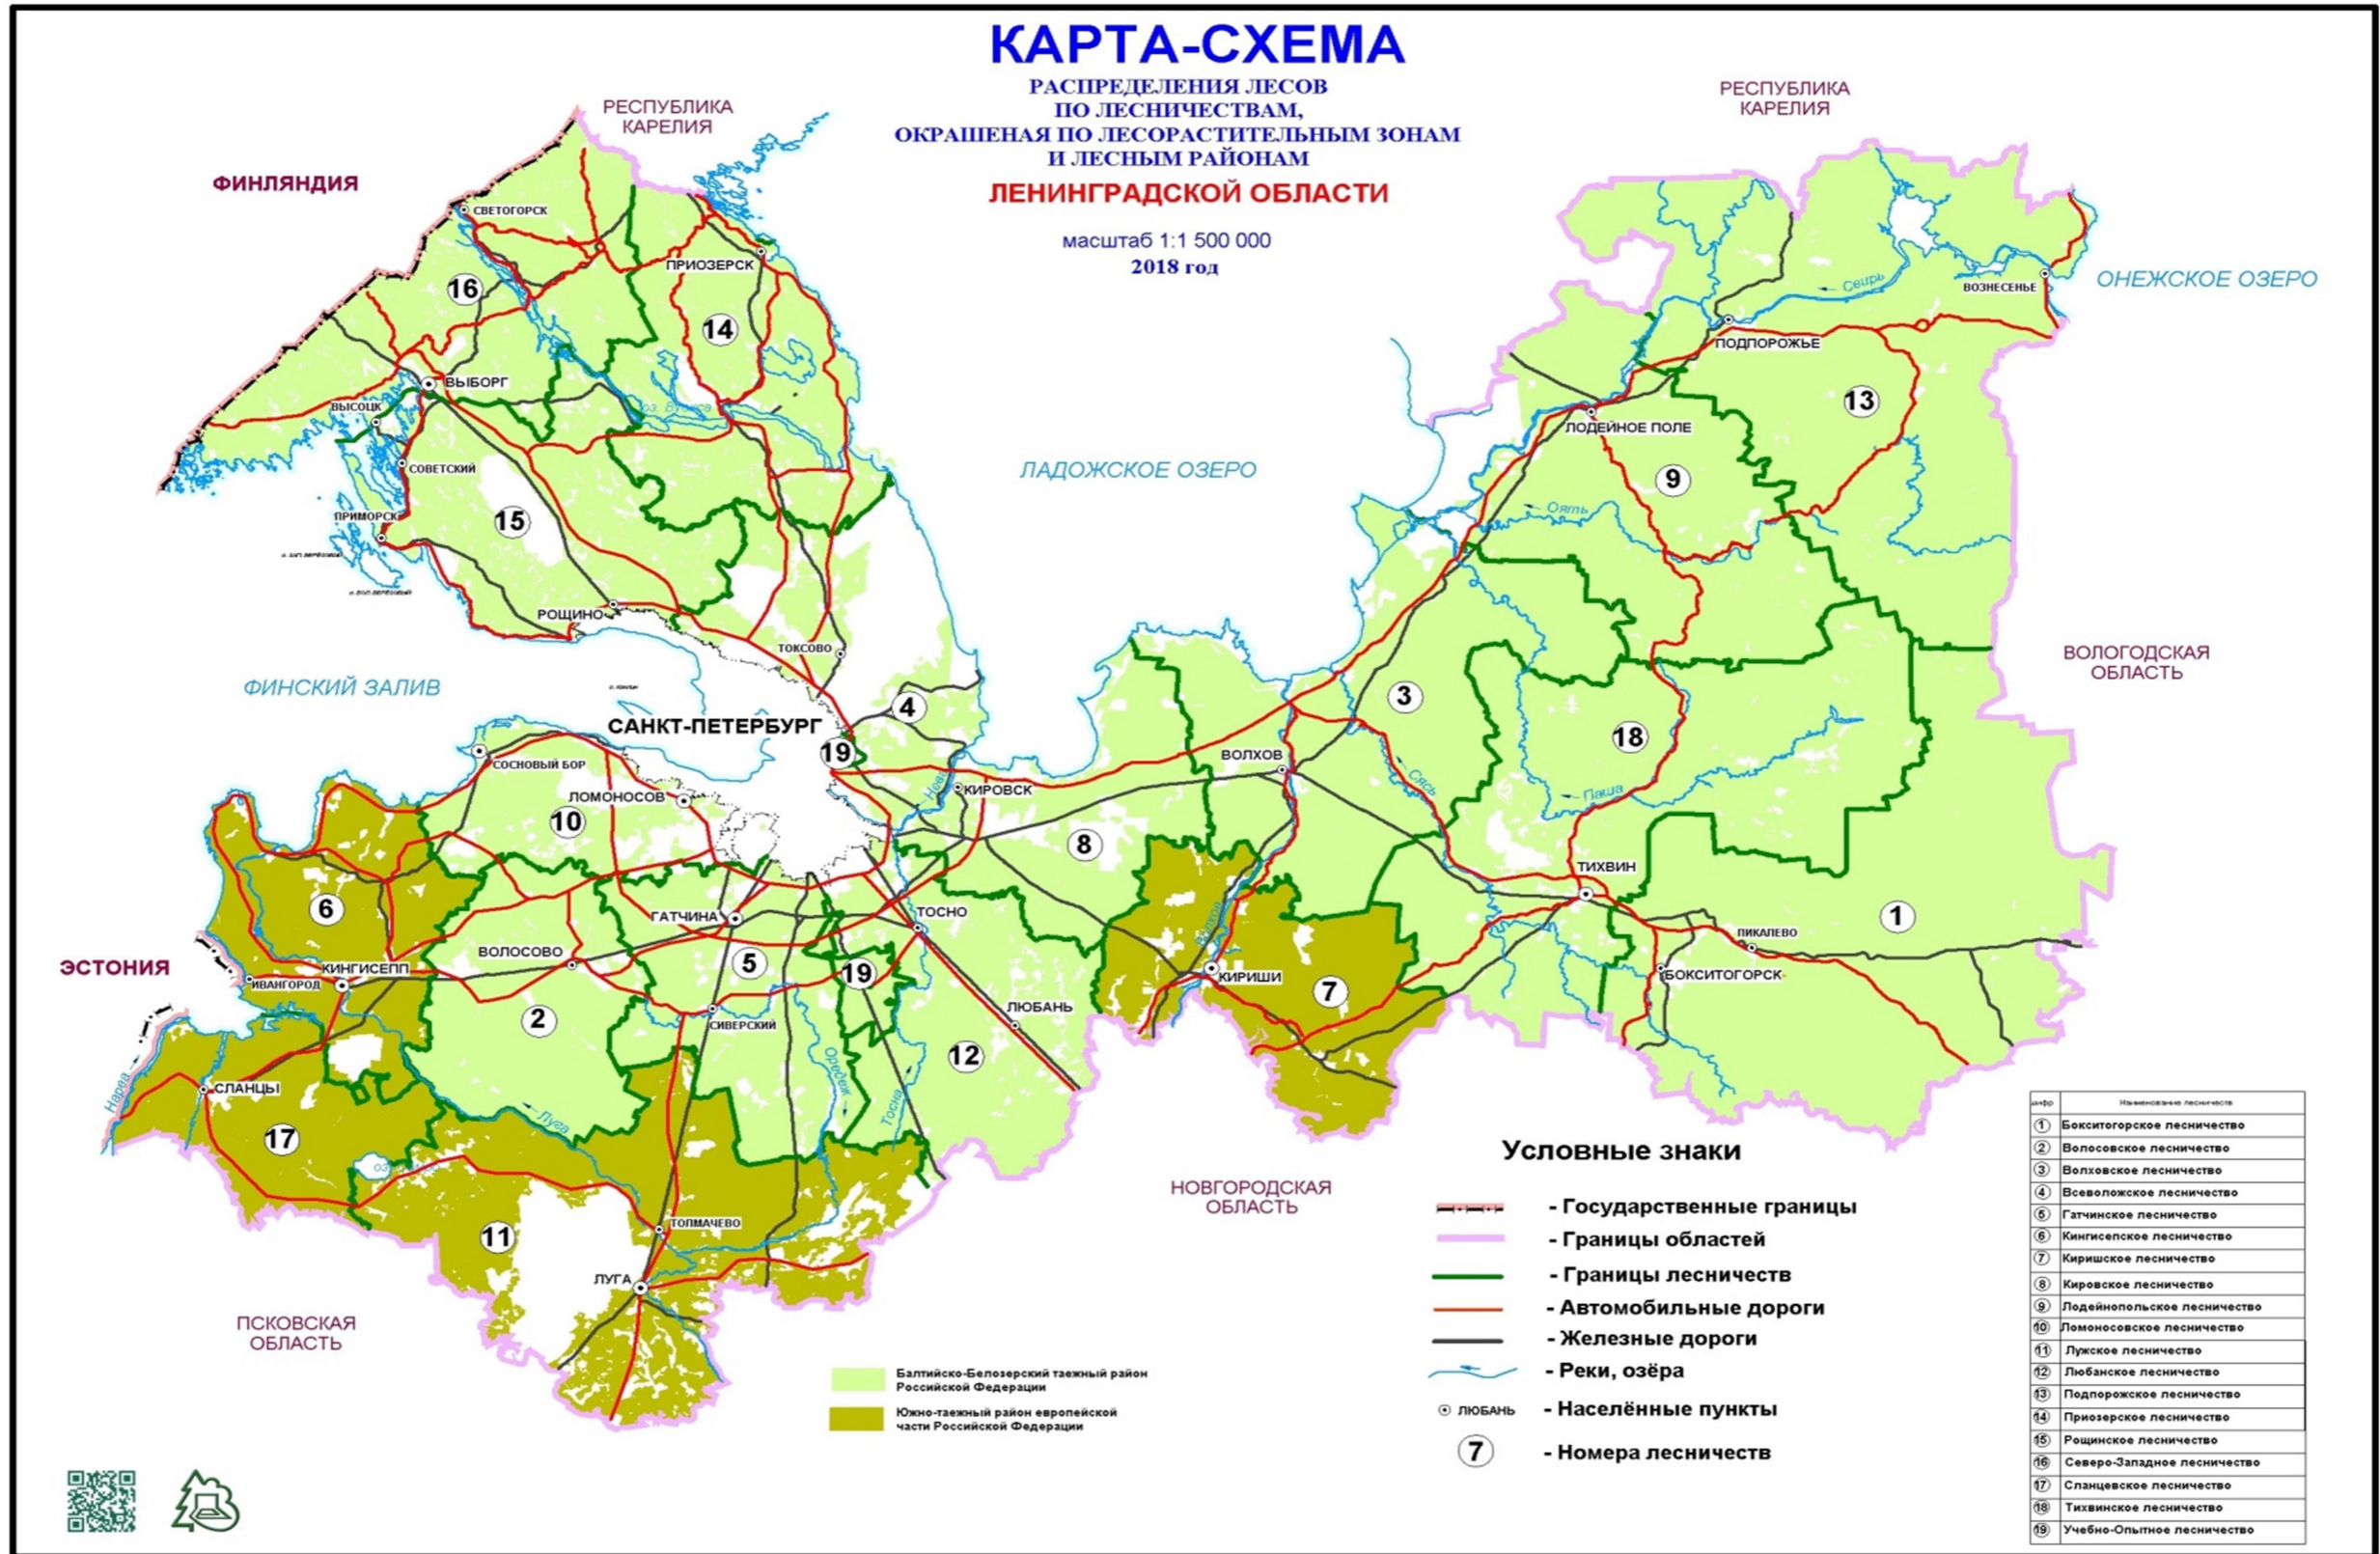 КАРТА-СХЕМА
РАСПРЕДЕЛЕНИЯ ЛЕСОВ
ПО ЛЕСНИЧЕСТВАМ,
ОКРАШЕНАЯ ПО ЛЕСОРАСТИТЕЛЬНЫМ ЗОНАМ
И ЛЕСНЫМ РАЙОНАМ
ЛЕНИНГРАДСКОЙ ОБЛАСТИ
масштаб 1:1 500 000
2018 год
РЕСПУБЛИКА
КАРЕЛИЯ
РЕСПУБЛИКА
КАРЕЛИЯ
ФИНЛЯНДИЯ
СВЕТОГОРСК
ПРИОЗЕРСК
16
14
ВЫБОРГ
ВЫСОЦК
СОВЕТСКИЙ
15
ПРИМОРСК
РОЩИНО
ТОКСОВО
ФИНСКИЙ ЗАЛИВ
ЛАДОЖСКОЕ ОЗЕРО
ОНЕЖСКОЕ ОЗЕРО
ВОЗНЕСЕНЬЕ
Свирь
ПОДПОРОЖЬЕ
13
ЛОДЕЙНОЕ ПОЛЕ
9
Оять
ВОЛОГОДСКАЯ
ОБЛАСТЬ
САНКТ-ПЕТЕРБУРГ
4
19
3
18
ВОЛХОВ
Сясь
Паша
СОСНОВЫЙ БОР
ЛОМОНОСОВ
10
Нева
КИРОВСК
8
ТИХВИН
1
ПИКАЛЕВО
БОКСИТОГОРСК
6
ГАТЧИНА
ТОСНО
Волхов
ВОЛОСОВО
5
19
КИРИШИ
7
ЭСТОНИЯ
КИНГИСЕПП
ИВАНГОРОД
2
СИВЕРСКИЙ
ЛЮБАНЬ
12
Оредеж
Тосна
Нарва
СЛАНЦЫ
Луга
17
11
ТОЛМАЧЕВО
ЛУГА
НОВГОРОДСКАЯ
ОБЛАСТЬ
ПСКОВСКАЯ
ОБЛАСТЬ
Балтийско-Белозерский таежный район
Российской Федерации
Южно-таежный район европейской
части Российской Федерации
Условные знаки
- Государственные границы
- Границы областей
- Границы лесничеств
- Автомобильные дороги
- Железные дороги
- Реки, озёра
ЛЮБАНЬ - Населённые пункты
7 - Номера лесничеств
шифр Наименование лесничеств
1 Бокситогорское лесничество
2 Волосовское лесничество
3 Волховское лесничество
4 Всеволожское лесничество
5 Гатчинское лесничество
6 Кингисепское лесничество
7 Киришское лесничество
8 Кировское лесничество
9 Лодейнопольское лесничество
10 Ломоносовское лесничество
11 Лужское лесничество
12 Любанское лесничество
13 Подпорожское лесничество
14 Приозерское лесничество
15 Рощинское лесничество
16 Северо-Западное лесничество
17 Сланцевское лесничество
18 Тихвинское лесничество
19 Учебно-Опытное лесничество